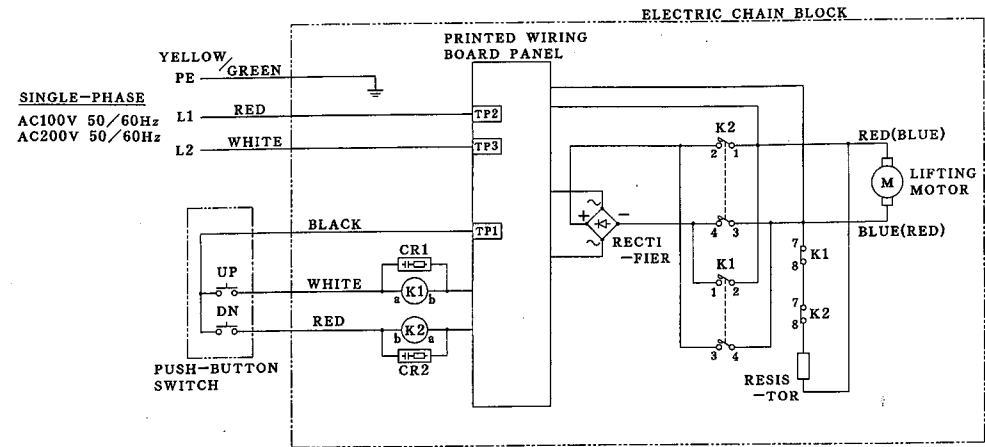 ELECTRIC CHAIN BLOCK
PRINTED WIRING
BOARD PANEL
YELLOW/
GREEN
PE
SINGLE-PHASE
AC100V 50/60Hz
AC200V 50/60Hz
L1
RED
TP2
L2
WHITE
TP3
K2
2 1
RED(BLUE)
M
LIFTING
MOTOR
BLACK
TP1
+
~
-
~
RECTI
-FIER
4 3
BLUE(RED)
7
8
K1
CR1
UP
WHITE
a
K1
b
K1
1 2
DN
RED
b
K2
a
CR2
7
8
K2
3 4
PUSH-BUTTON
SWITCH
RESIS
-TOR